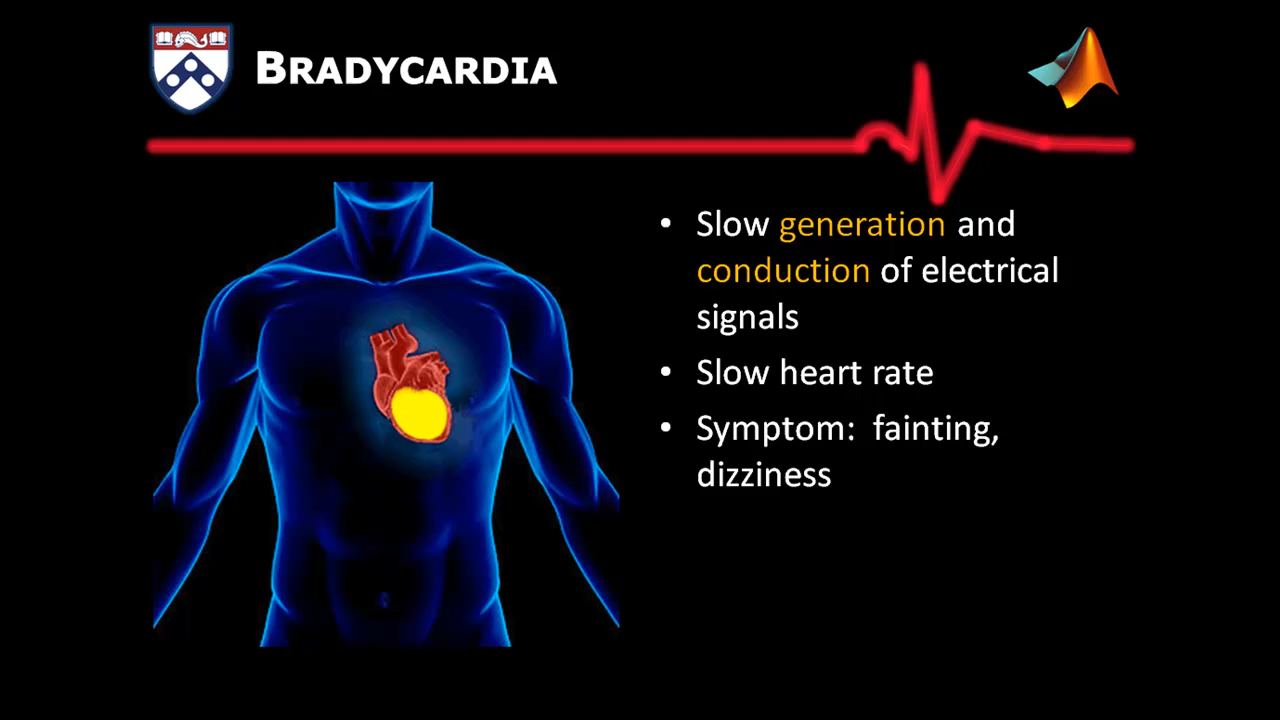 BRADYCARDIA
• Slow generation and
conduction of electrical
signals
• Slow heart rate
• Symptom: fainting,
dizziness